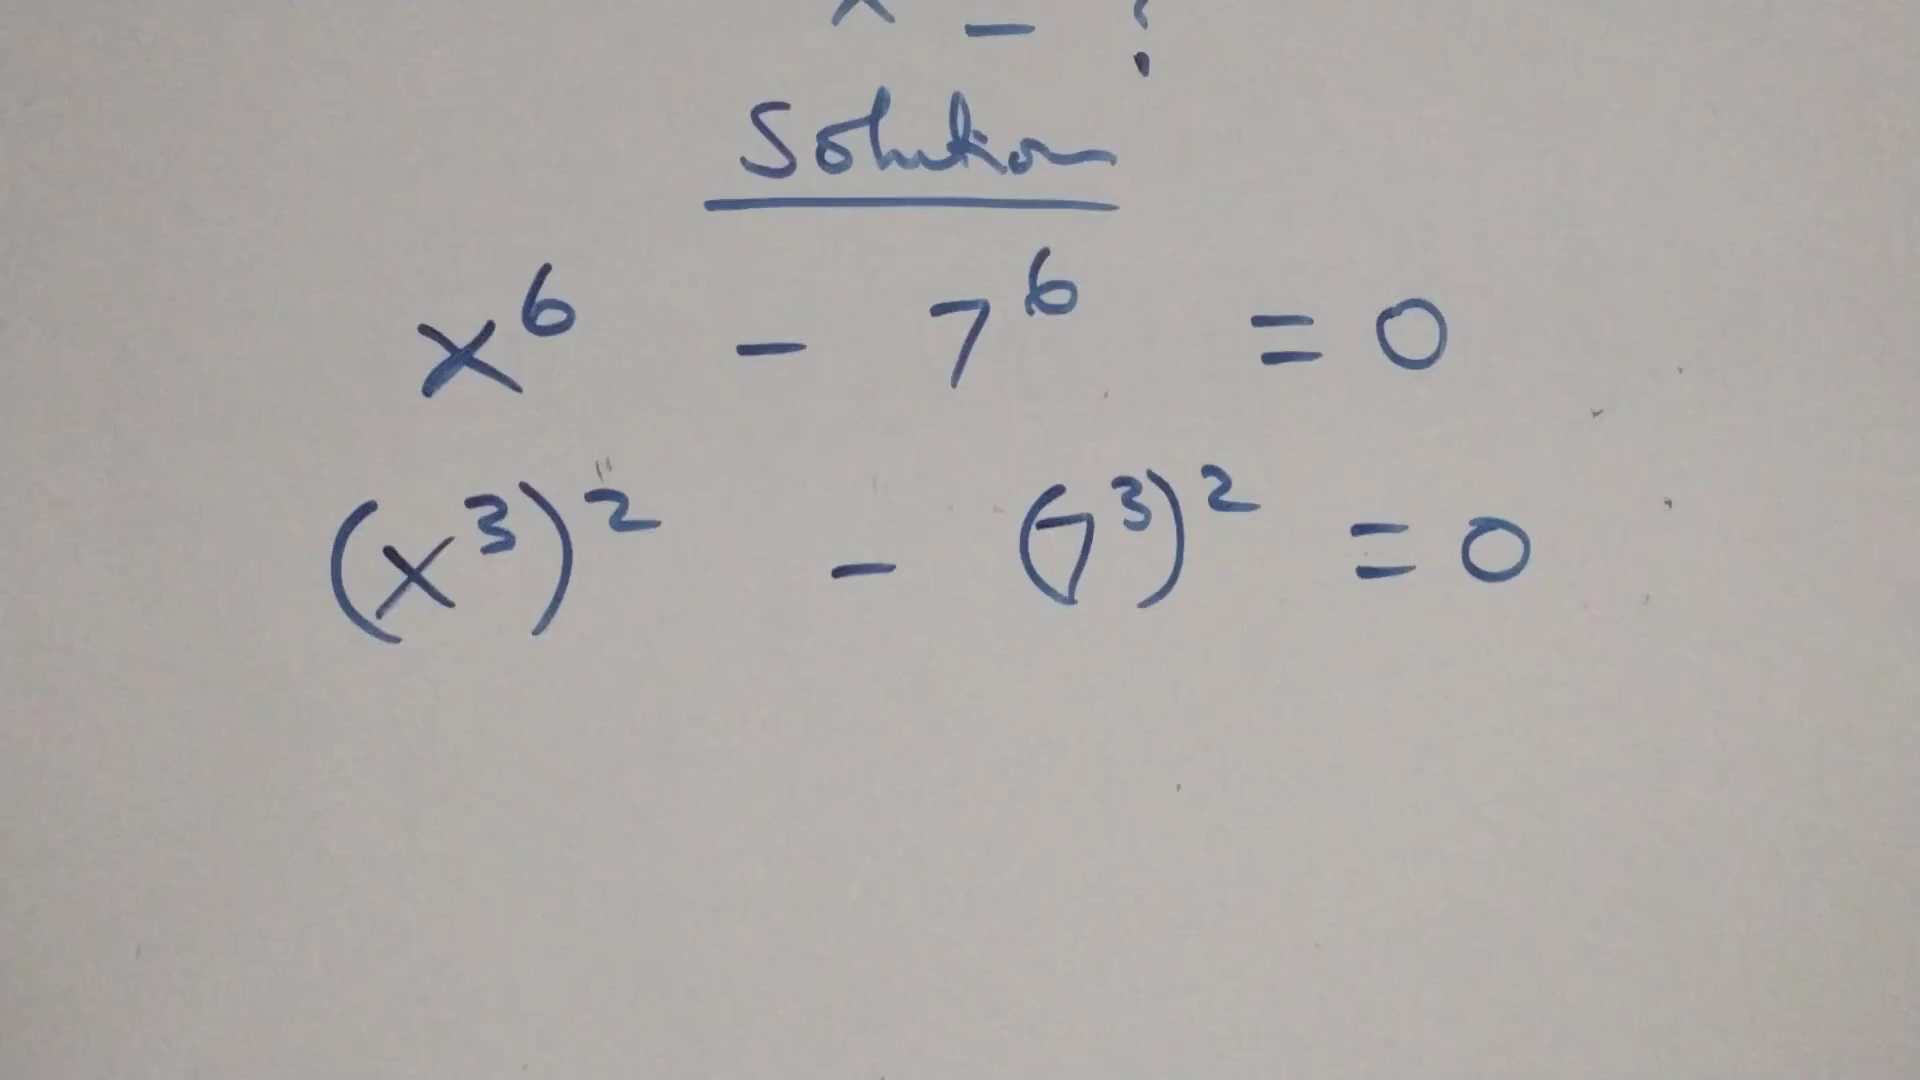 x = ?
Solution
x⁶ - 7⁶ = 0
(x³)² - (7³)² = 0